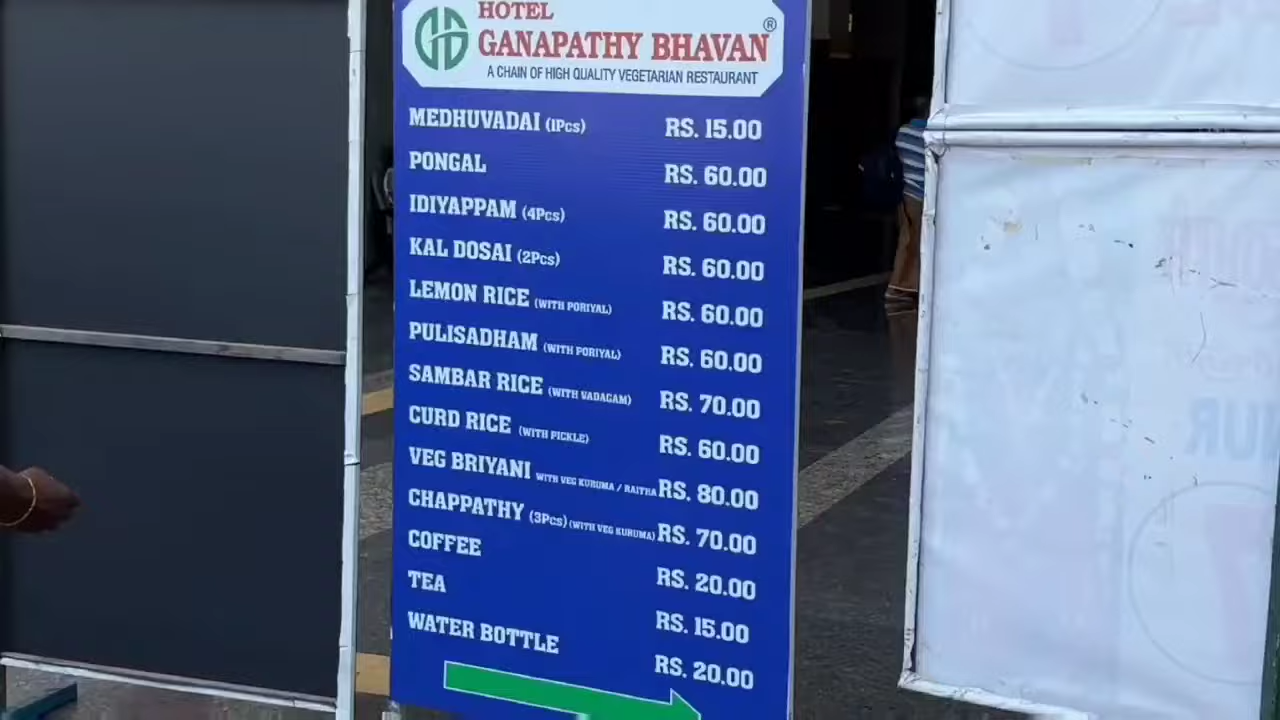 HOTEL
GANAPATHY BHAVAN®
A CHAIN OF HIGH QUALITY VEGETARIAN RESTAURANT
MEDHUVADAI (1Pcs) RS. 15.00
PONGAL RS. 60.00
IDIYAPPAM (4Pcs) RS. 60.00
KAL DOSAI (2Pcs) RS. 60.00
LEMON RICE (WITH PORIYAL) RS. 60.00
PULISADHAM (WITH PORIYAL) RS. 60.00
SAMBAR RICE (WITH VADAGAM) RS. 70.00
CURD RICE (WITH PICKLE) RS. 60.00
VEG BRIYANI WITH VEG KURUMA / RAITHA RS. 80.00
CHAPPATHY (3Pcs) (WITH VEG KURUMA) RS. 70.00
COFFEE RS. 20.00
TEA RS. 15.00
WATER BOTTLE RS. 20.00